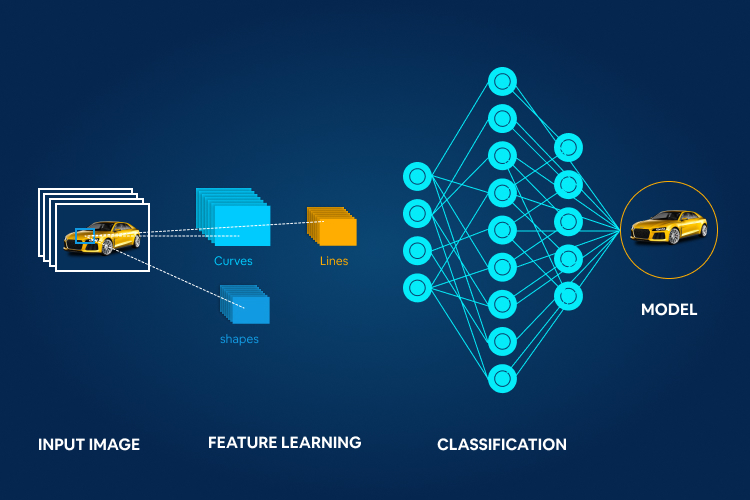 Curves
Lines
shapes
MODEL
INPUT IMAGE
FEATURE LEARNING
CLASSIFICATION